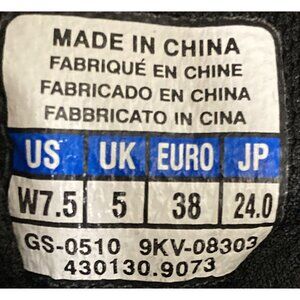 MADE IN CHINA
FABRIQUÉ EN CHINE
FABRICADO EN CHINA
FABBRICATO IN CINA
US UK EURO JP
W7.5 5 38 24.0
GS-0510 9KV-08303
430130.9073